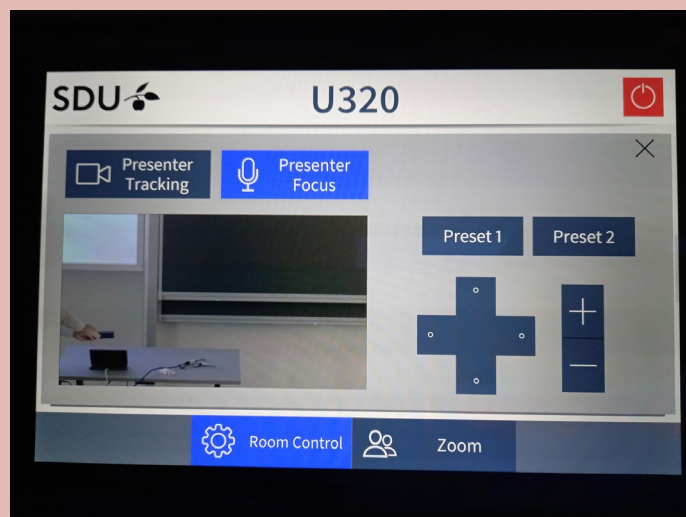 SDU
U320
Presenter
Tracking
Presenter
Focus
Preset 1
Preset 2
Room Control
Zoom